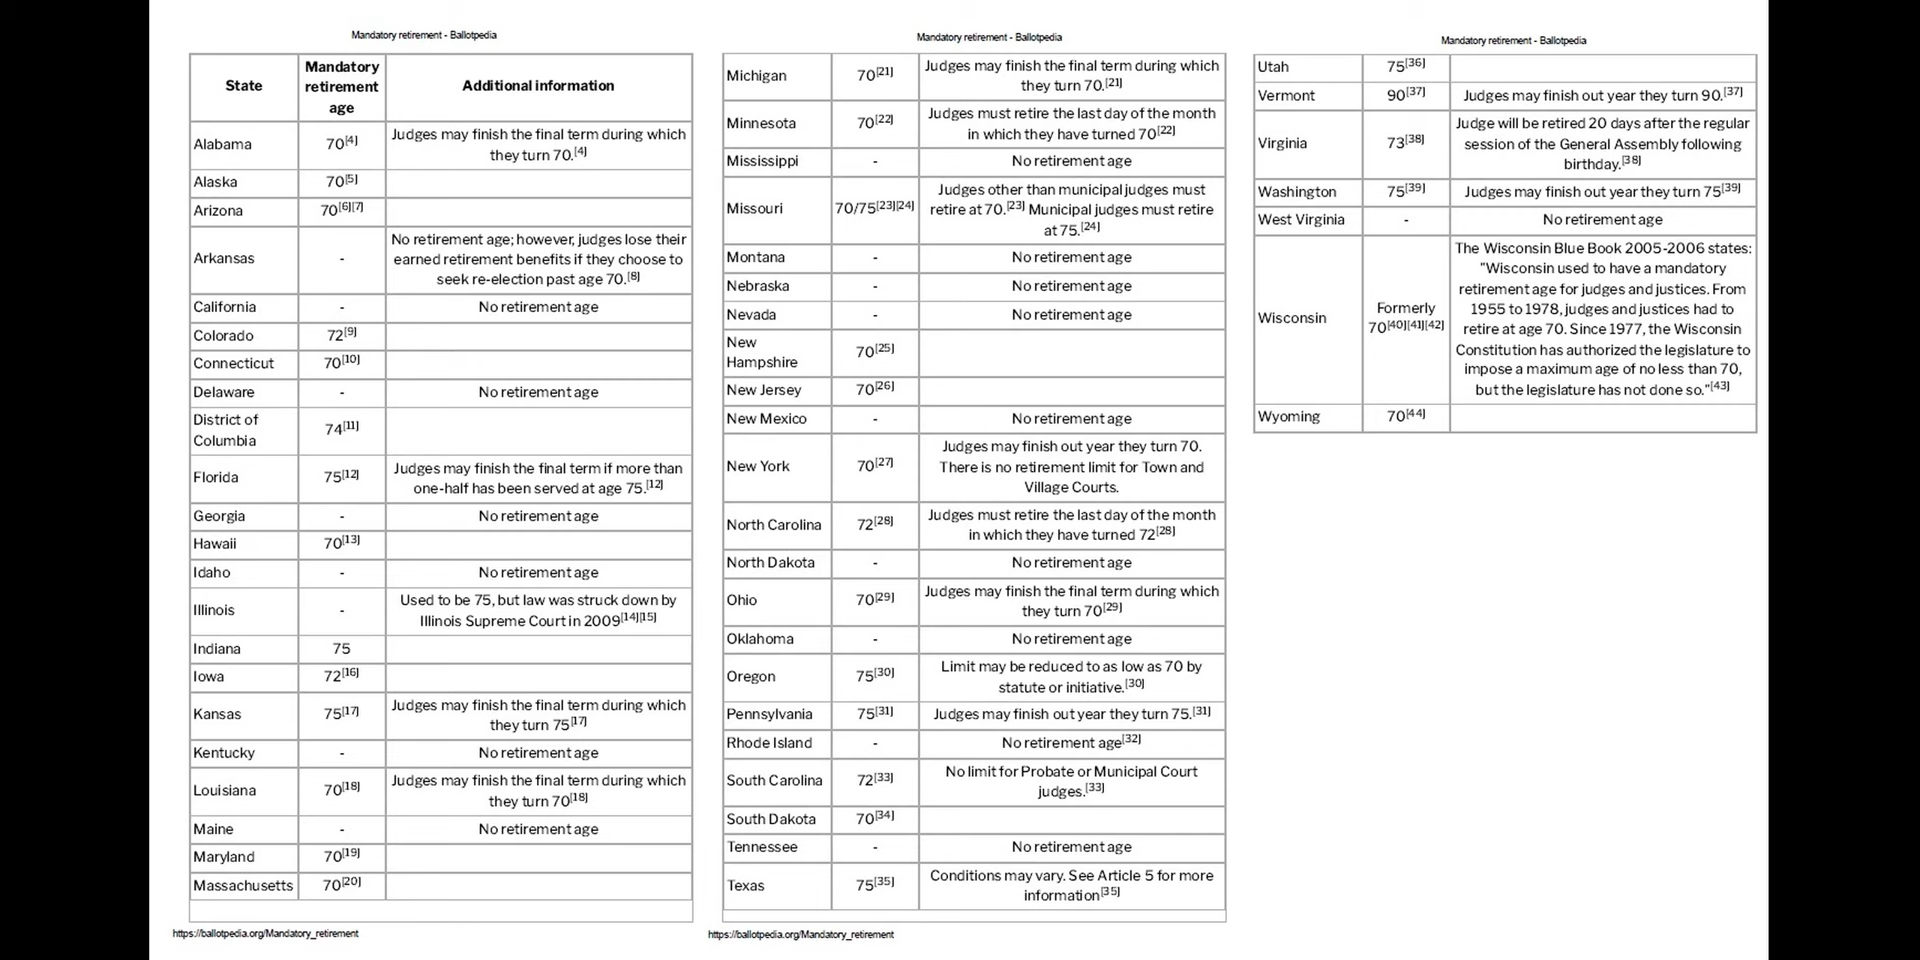 Mandatory retirement - Ballotpedia
State
Mandatory
retirement
age
Additional information
Alabama
70[4]
Judges may finish the final term during which
they turn 70.[4]
Alaska
70[5]
Arizona
70[6][7]
Arkansas
-
No retirement age; however, judges lose their
earned retirement benefits if they choose to
seek re-election past age 70.[8]
California
-
No retirement age
Colorado
72[9]
Connecticut
70[10]
Delaware
-
No retirement age
District of
Columbia
74[11]
Florida
75[12]
Judges may finish the final term if more than
one-half has been served at age 75.[12]
Georgia
-
No retirement age
Hawaii
70[13]
Idaho
-
No retirement age
Illinois
-
Used to be 75, but law was struck down by
Illinois Supreme Court in 2009[14][15]
Indiana
75
Iowa
72[16]
Kansas
75[17]
Judges may finish the final term during which
they turn 75[17]
Kentucky
-
No retirement age
Louisiana
70[18]
Judges may finish the final term during which
they turn 70[18]
Maine
-
No retirement age
Maryland
70[19]
Massachusetts
70[20]
https://ballotpedia.org/Mandatory_retirement
Mandatory retirement - Ballotpedia
Michigan
70[21]
Judges may finish the final term during which
they turn 70.[21]
Minnesota
70[22]
Judges must retire the last day of the month
in which they have turned 70[22]
Mississippi
-
No retirement age
Missouri
70/75[23][24]
Judges other than municipal judges must
retire at 70.[23] Municipal judges must retire
at 75.[24]
Montana
-
No retirement age
Nebraska
-
No retirement age
Nevada
-
No retirement age
New
Hampshire
70[25]
New Jersey
70[26]
New Mexico
-
No retirement age
New York
70[27]
Judges may finish out year they turn 70.
There is no retirement limit for Town and
Village Courts.
North Carolina
72[28]
Judges must retire the last day of the month
in which they have turned 72[28]
North Dakota
-
No retirement age
Ohio
70[29]
Judges may finish the final term during which
they turn 70[29]
Oklahoma
-
No retirement age
Oregon
75[30]
Limit may be reduced to as low as 70 by
statute or initiative.[30]
Pennsylvania
75[31]
Judges may finish out year they turn 75.[31]
Rhode Island
-
No retirement age[32]
South Carolina
72[33]
No limit for Probate or Municipal Court
judges.[33]
South Dakota
70[34]
Tennessee
-
No retirement age
Texas
75[35]
Conditions may vary. See Article 5 for more
information[35]
https://ballotpedia.org/Mandatory_retirement
Mandatory retirement - Ballotpedia
Utah
75[36]
Vermont
90[37]
Judges may finish out year they turn 90.[37]
Virginia
73[38]
Judge will be retired 20 days after the regular
session of the General Assembly following
birthday.[38]
Washington
75[39]
Judges may finish out year they turn 75[39]
West Virginia
-
No retirement age
Wisconsin
Formerly
70[40][41][42]
The Wisconsin Blue Book 2005-2006 states:
"Wisconsin used to have a mandatory
retirement age for judges and justices. From
1955 to 1978, judges and justices had to
retire at age 70. Since 1977, the Wisconsin
Constitution has authorized the legislature to
impose a maximum age of no less than 70,
but the legislature has not done so."[43]
Wyoming
70[44]